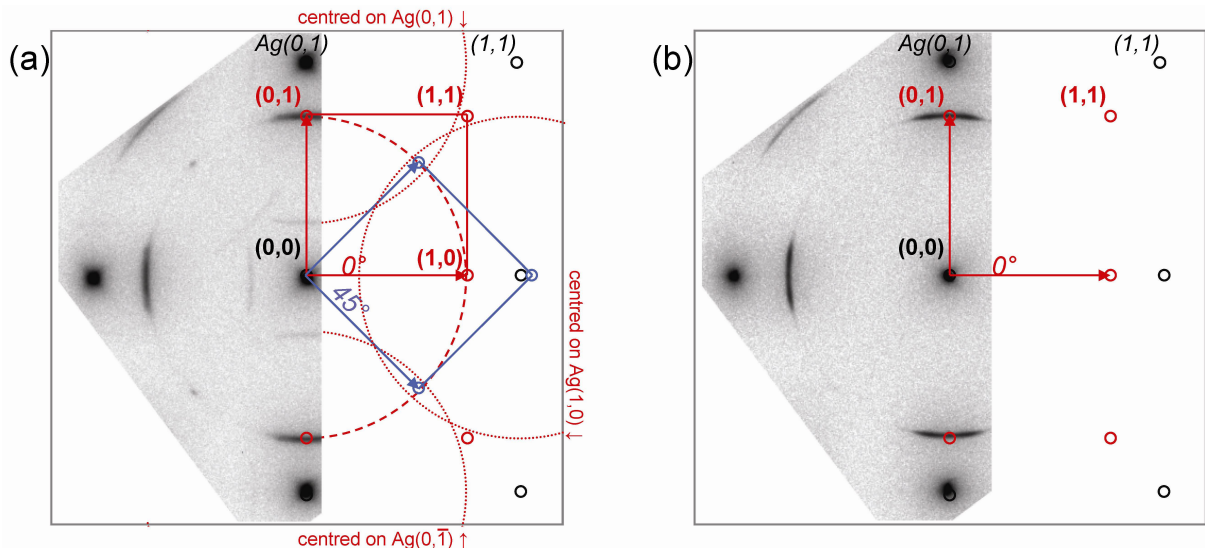 centred on Ag(0,1) ↓
(a)
Ag(0,1)
(1,1)
(0,1)
(1,1)
(0,0)
0°
(1,0)
45°
centred on Ag(1,0) ↓
centred on Ag(0,1̅) ↑
(b)
Ag(0,1)
(1,1)
(0,1)
(1,1)
(0,0)
0°